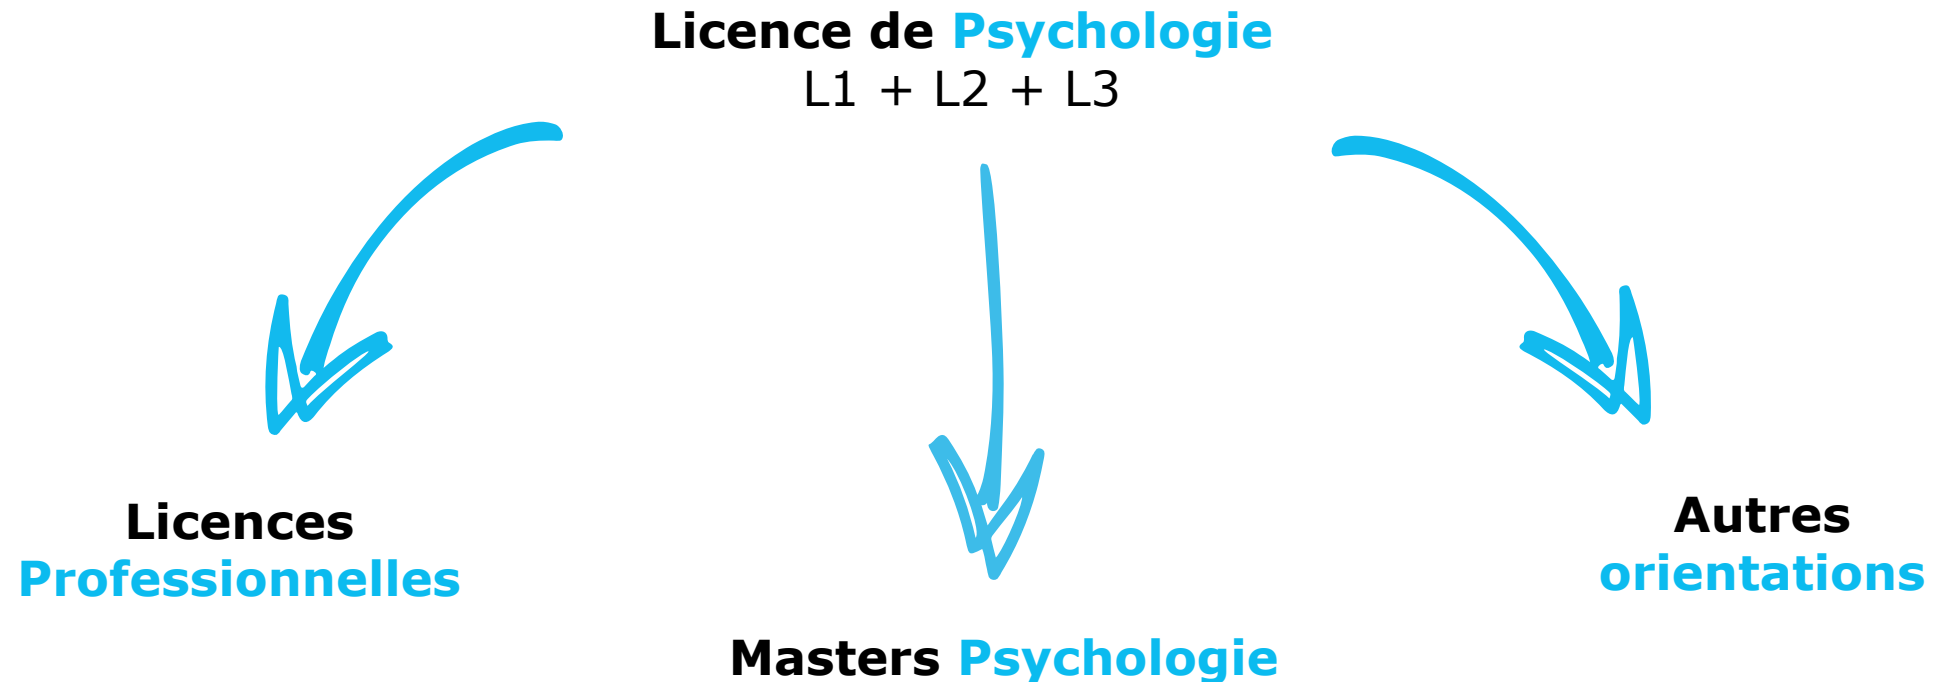 Licence de Psychologie
L1 + L2 + L3
Licences
Professionnelles
Autres
orientations
Masters Psychologie